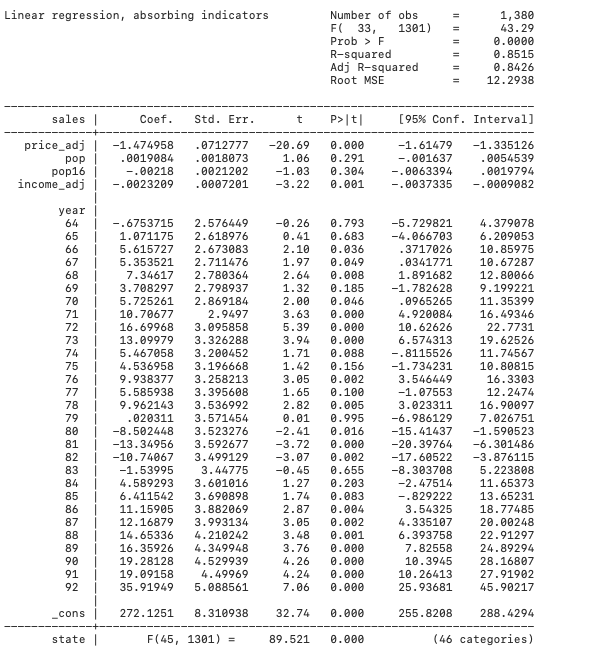 Linear regression, absorbing indicators Number of obs = 1,380
F( 33, 1301) = 43.29
Prob > F = 0.0000
R-squared = 0.8515
Adj R-squared = 0.8426
Root MSE = 12.2938
sales | Coef. Std. Err. t P>|t| [95% Conf. Interval]
price_adj | -1.474958 .0712777 -20.69 0.000 -1.61479 -1.335126
pop | .0019084 .0018073 1.06 0.291 -.001637 .0054539
pop16 | -.00218 .0021202 -1.03 0.304 -.0063394 .0019794
income_adj | -.0023209 .0007201 -3.22 0.001 -.0037335 -.0009082
|
year |
64 | -.6753715 2.576449 -0.26 0.793 -5.729821 4.379078
65 | 1.071175 2.618976 0.41 0.683 -4.066703 6.209053
66 | 5.615727 2.673083 2.10 0.036 .3717026 10.85975
67 | 5.353521 2.711476 1.97 0.049 .0341771 10.67287
68 | 7.34617 2.780364 2.64 0.008 1.891682 12.80066
69 | 3.708297 2.798937 1.32 0.185 -1.782628 9.199221
70 | 5.725261 2.869184 2.00 0.046 .0965265 11.35399
71 | 10.70677 2.9497 3.63 0.000 4.920084 16.49346
72 | 16.69968 3.095858 5.39 0.000 10.62626 22.7731
73 | 13.09979 3.326288 3.94 0.000 6.574313 19.62526
74 | 5.467058 3.200452 1.71 0.088 -.8115526 11.74567
75 | 4.536958 3.196668 1.42 0.156 -1.734231 10.80815
76 | 9.938377 3.258213 3.05 0.002 3.546449 16.3303
77 | 5.585938 3.395608 1.65 0.100 -1.07553 12.2474
78 | 9.962143 3.536992 2.82 0.005 3.023311 16.90097
79 | .020311 3.571454 0.01 0.995 -6.986129 7.026751
80 | -8.502448 3.523276 -2.41 0.016 -15.41437 -1.590523
81 | -13.34956 3.592677 -3.72 0.000 -20.39764 -6.301486
82 | -10.74067 3.499129 -3.07 0.002 -17.60522 -3.876115
83 | -1.53995 3.44775 -0.45 0.655 -8.303708 5.223808
84 | 4.589293 3.601016 1.27 0.203 -2.47514 11.65373
85 | 6.411542 3.690898 1.74 0.083 -.829222 13.65231
86 | 11.15905 3.882069 2.87 0.004 3.54325 18.77485
87 | 12.16879 3.993134 3.05 0.002 4.335107 20.00248
88 | 14.65336 4.210242 3.48 0.001 6.393758 22.91297
89 | 16.35926 4.349948 3.76 0.000 7.82558 24.89294
90 | 19.28128 4.529939 4.26 0.000 10.3945 28.16807
91 | 19.09158 4.49969 4.24 0.000 10.26413 27.91902
92 | 35.91949 5.088561 7.06 0.000 25.93681 45.90217
|
_cons | 272.1251 8.310938 32.74 0.000 255.8208 288.4294
state | F(45, 1301) = 89.521 0.000 (46 categories)